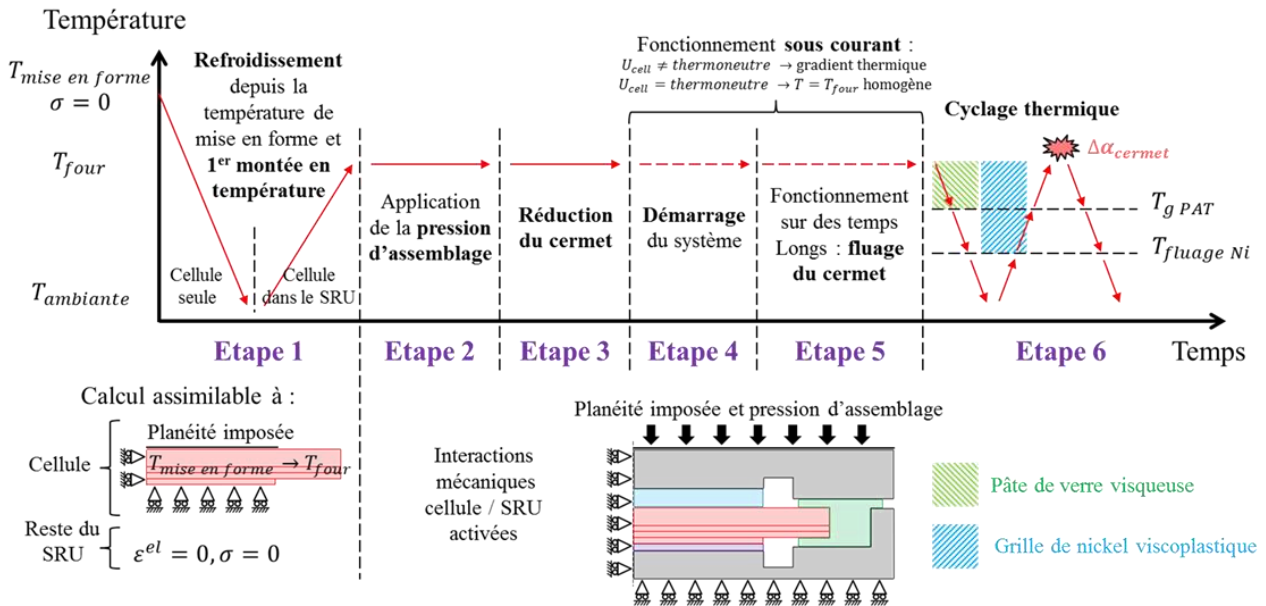 Température
T_mise en forme
σ = 0
T_four
T_ambiante
Refroidissement
depuis la
température de
mise en forme et
1er montée en
température
Cellule
seule
Cellule
dans le SRU
Application
de la pression
d’assemblage
Réduction
du cermet
Fonctionnement sous courant :
U_cell ≠ thermoneutre → gradient thermique
U_cell = thermoneutre → T = T_four homogène
Démarrage
du système
Fonctionnement
sur des temps
Longs : fluage
du cermet
Cyclage thermique
Δα_cermet
T_g PAT
T_fluage Ni
Etape 1
Etape 2
Etape 3
Etape 4
Etape 5
Etape 6
Temps
Calcul assimilable à :
Planéité imposée
Cellule
T_mise en forme → T_four
Reste du
SRU
ε^el = 0, σ = 0
Interactions
mécaniques
cellule / SRU
activées
Planéité imposée et pression d’assemblage
Pâte de verre visqueuse
Grille de nickel viscoplastique